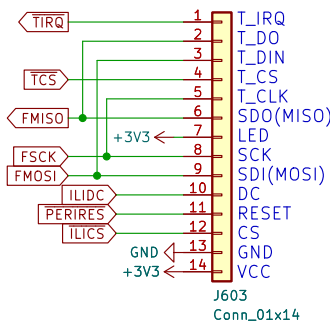 TIRQ 1 T_IRQ
2 T_DO
3 T_DIN
TCS 4 T_CS
5 T_CLK
FMISO 6 SDO(MISO)
+3V3 7 LED
FSCK 8 SCK
FMOSI 9 SDI(MOSI)
ILIDC 10 DC
PERIRES 11 RESET
ILICS 12 CS
GND 13 GND
+3V3 14 VCC
J603
Conn_01x14